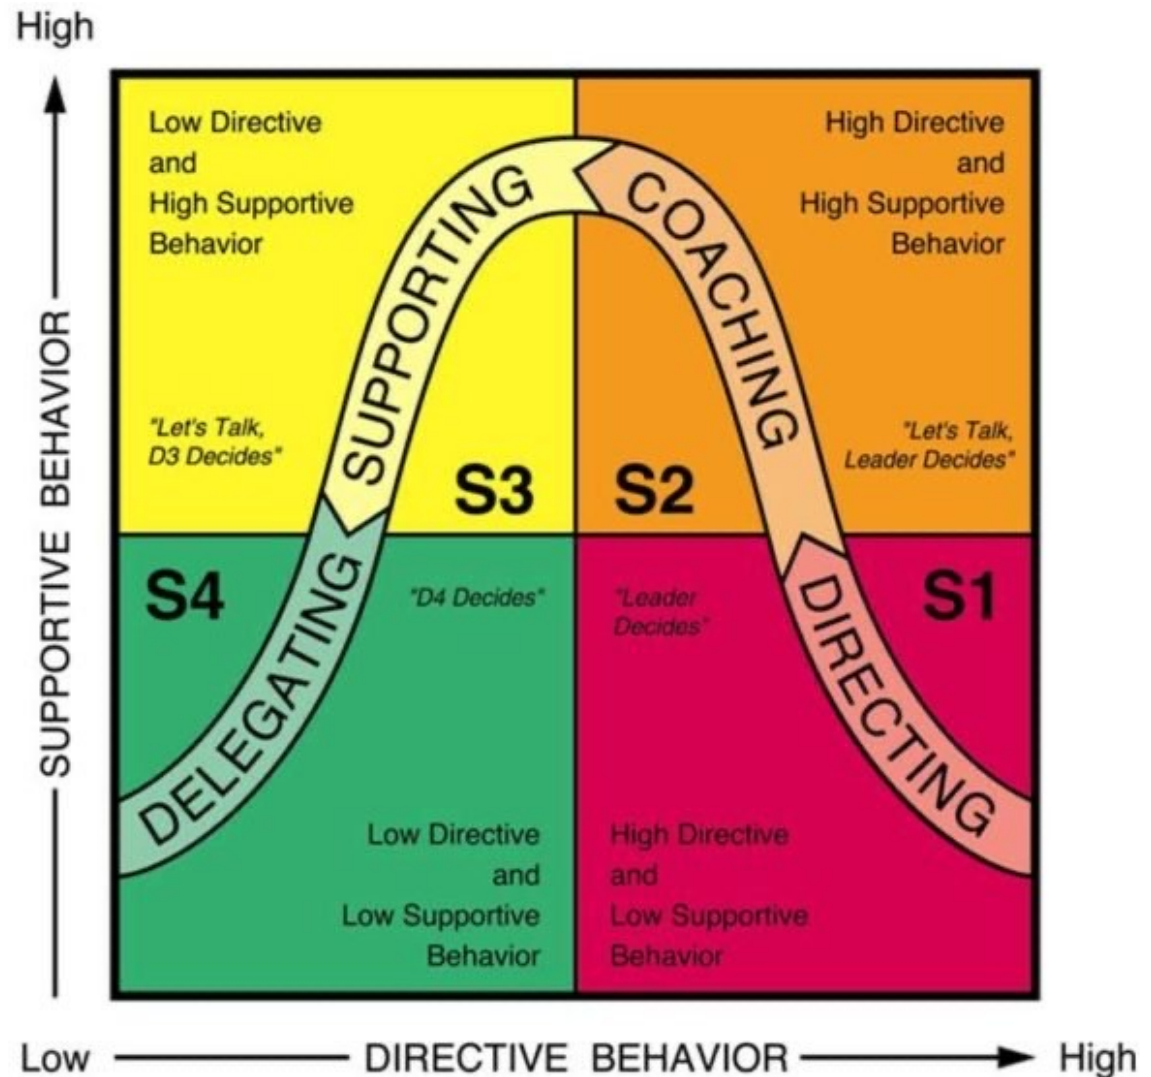 High
Low Directive
and
High Supportive
Behavior
High Directive
and
High Supportive
Behavior
SUPPORTING
COACHING
"Let's Talk,
D3 Decides"
"Let's Talk,
Leader Decides"
S3
S2
SUPPORTIVE BEHAVIOR
S4
"D4 Decides"
"Leader
Decides"
S1
DELEGATING
DIRECTING
Low Directive
and
Low Supportive
Behavior
High Directive
and
Low Supportive
Behavior
Low
DIRECTIVE BEHAVIOR
High